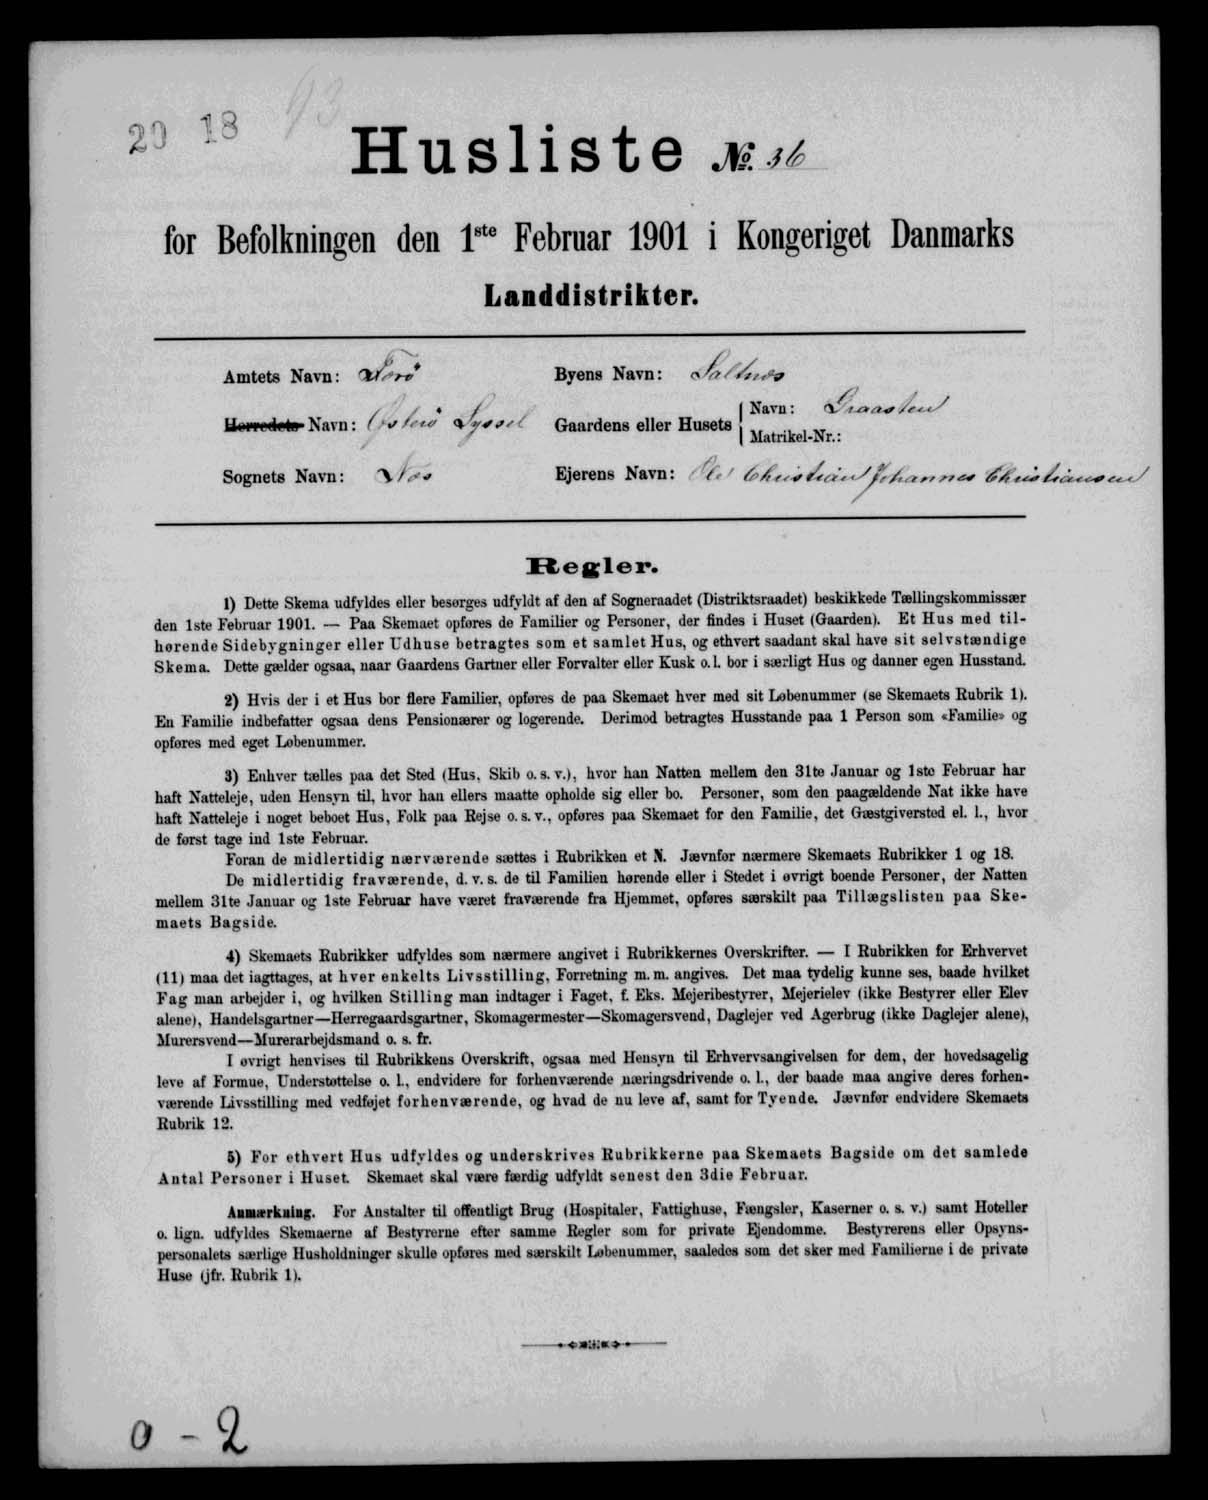 20 18 93
Husliste №. 36
for Befolkningen den 1ste Februar 1901 i Kongeriget Danmarks
Landdistrikter.
Amtets Navn: Færö
Byens Navn: Saltnæs
Herredets Navn: Østerö Syssel
Gaardens eller Husets Navn: Graasten
Matrikel-Nr.:
Sognets Navn: Næs
Ejerens Navn: Ole Christian Johannes Christiansen
Regler.
1) Dette Skema udfyldes eller besørges udfyldt af den af Sogneraadet (Distriktsraadet) beskikkede Tællingskommissær
den 1ste Februar 1901. — Paa Skemaet opføres de Familier og Personer, der findes i Huset (Gaarden). Et Hus med til-
hørende Sidebygninger eller Udhuse betragtes som et samlet Hus, og ethvert saadant skal have sit selvstændige
Skema. Dette gælder ogsaa, naar Gaardens Gartner eller Forvalter eller Kusk o. l. bor i særligt Hus og danner egen Husstand.
2) Hvis der i et Hus bor flere Familier, opføres de paa Skemaet hver med sit Løbenummer (se Skemaets Rubrik 1).
En Familie indbefatter ogsaa dens Pensionærer og logerende. Derimod betragtes Husstande paa 1 Person som «Familie» og
opføres med eget Løbenummer.
3) Enhver tælles paa det Sted (Hus, Skib o. s. v.), hvor han Natten mellem den 31te Januar og 1ste Februar har
haft Natteleje, uden Hensyn til, hvor han ellers maatte opholde sig eller bo. Personer, som den paagældende Nat ikke have
haft Natteleje i noget beboet Hus, Folk paa Rejse o. s. v., opføres paa Skemaet for den Familie, det Gæstgiversted el. l., hvor
de først tage ind 1ste Februar.
Foran de midlertidig nærværende sættes i Rubrikken et N. Jævnfør nærmere Skemaets Rubrikker 1 og 18.
De midlertidig fraværende, d. v. s. de til Familien hørende eller i Stedet i øvrigt boende Personer, der Natten
mellem 31te Januar og 1ste Februar have været fraværende fra Hjemmet, opføres særskilt paa Tillægslisten paa Ske-
maets Bagside.
4) Skemaets Rubrikker udfyldes som nærmere angivet i Rubrikkernes Overskrifter. — I Rubrikken for Erhvervet
(11) maa det iagttages, at hver enkelts Livsstilling, Forretning m. m. angives. Det maa tydelig kunne ses, baade hvilket
Fag man arbejder i, og hvilken Stilling man indtager i Faget, f. Eks. Mejeribestyrer, Mejerielev (ikke Bestyrer eller Elev
alene), Handelsgartner—Herregaardsgartner, Skomagermester—Skomagersvend, Daglejer ved Agerbrug (ikke Daglejer alene),
Murersvend—Murerarbejdsmand o. s. fr.
I øvrigt henvises til Rubrikkens Overskrift, ogsaa med Hensyn til Erhvervsangivelsen for dem, der hovedsagelig
leve af Formue, Understøttelse o. l., endvidere for forhenværende næringsdrivende o. l., der baade maa angive deres forhen-
værende Livsstilling med vedføjet forhenværende, og hvad de nu leve af, samt for Tyende. Jævnfør endvidere Skemaets
Rubrik 12.
5) For ethvert Hus udfyldes og underskrives Rubrikkerne paa Skemaets Bagside om det samlede
Antal Personer i Huset. Skemaet skal være færdig udfyldt senest den 3die Februar.
Anmærkning. For Anstalter til offentligt Brug (Hospitaler, Fattighuse, Fængsler, Kaserner o. s. v.) samt Hoteller
o. lign. udfyldes Skemaerne af Bestyrerne efter samme Regler som for private Ejendomme. Bestyrerens eller Opsyns-
personalets særlige Husholdninger skulle opføres med særskilt Løbenummer, saaledes som det sker med Familierne i de private
Huse (jfr. Rubrik 1).
0 - 2